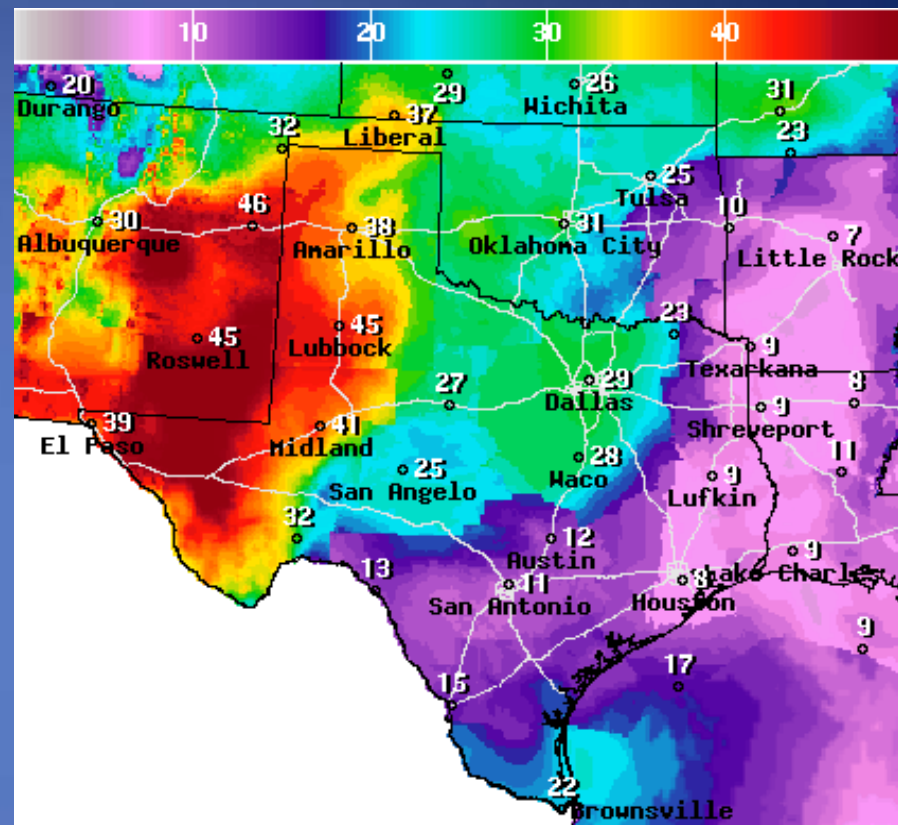 10 20 30 40
20 29 26
Durango Wichita
37 31
Liberal
32 23
25
Tulsa
30 46 38 31 10
Albuquerque Amarillo Oklahoma City
7
Little Rock
45 45 23
Roswell Lubbock 9
Texarkana
29
27 Dallas 8
9
39 41 Shreveport
El Paso Midland
25 28 9 11
San Angelo Waco Lufkin
32 12
Austin 9
13 11 8 Lake Charles
San Antonio Houston
9
15 17
22
Brownsville